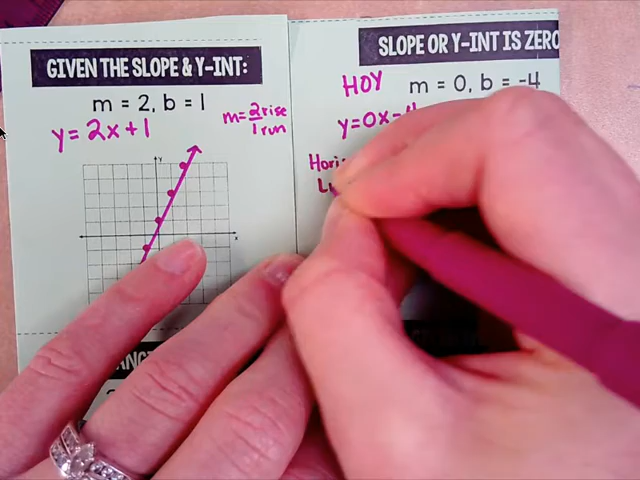 GIVEN THE SLOPE & Y-INT:
m = 2, b = 1
y = 2x + 1
m = 2 rise
1 run
y
x
SLOPE OR Y-INT IS ZERO
HOY
m = 0, b = -4
y = 0x - 4